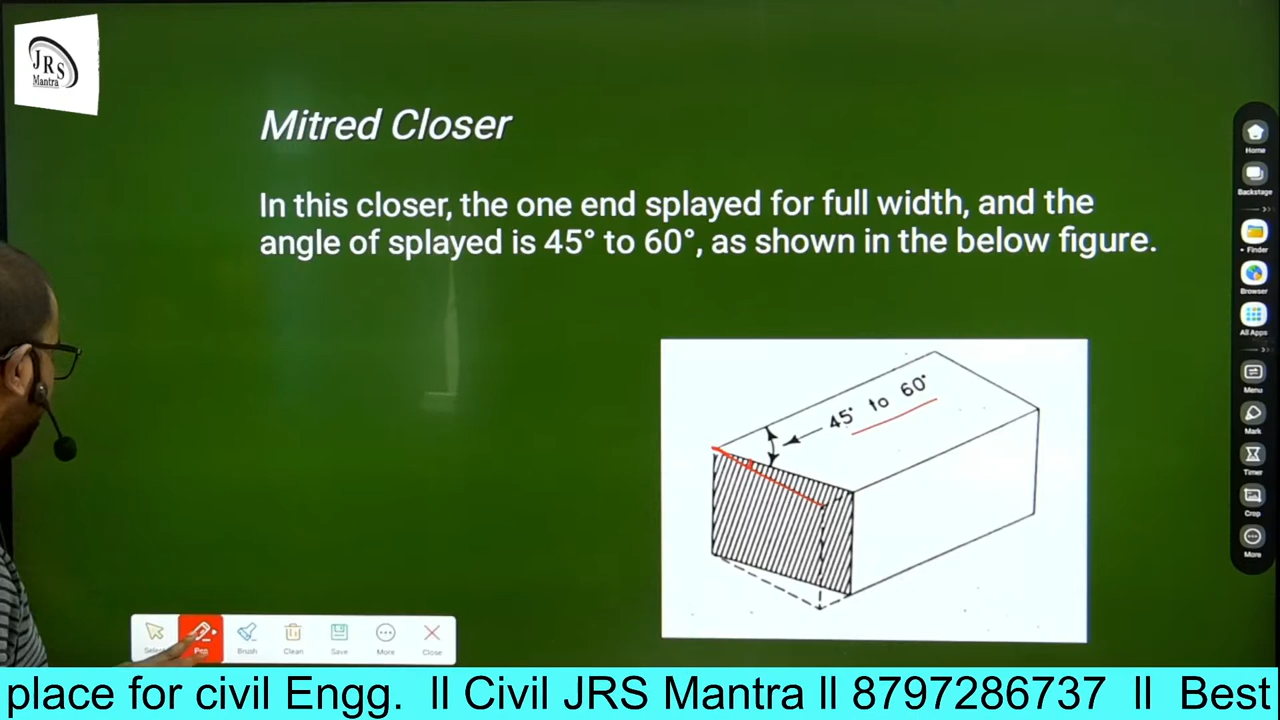 JRS
Mantra
Mitred Closer
In this closer, the one end splayed for full width, and the
angle of splayed is 45° to 60°, as shown in the below figure.
45° to 60°
Home
Backstage
Finder
Browser
All Apps
Menu
Mark
Timer
Crop
More
Select
Pen
Brush
Clean
Save
More
Close
place for civil Engg. ll Civil JRS Mantra ll 8797286737 ll Best